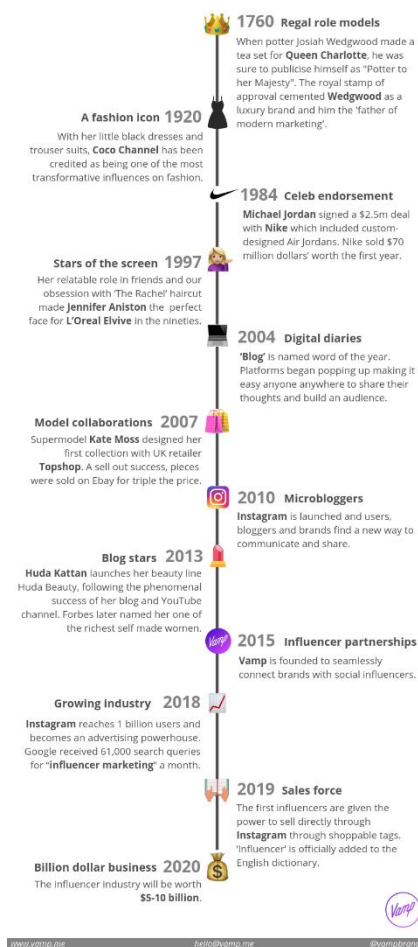 1760 Regal role models
When potter Josiah Wedgwood made a
tea set for Queen Charlotte, he was
sure to publicise himself as "Potter to
her Majesty". The royal stamp of
approval cemented Wedgwood as a
luxury brand and him the ‘father of
modern marketing’.
A fashion icon 1920
With her little black dresses and
trouser suits, Coco Channel has been
credited as being one of the most
transformative influences on fashion.
1984 Celeb endorsement
Michael Jordan signed a $2.5m deal
with Nike which included custom-
designed Air Jordans. Nike sold $70
million dollars’ worth the first year.
Stars of the screen 1997
Her relatable role in friends and our
obsession with ‘The Rachel’ haircut
made Jennifer Aniston the perfect
face for L’Oreal Elvive in the nineties.
2004 Digital diaries
‘Blog’ is named word of the year.
Platforms began popping up making it
easy anyone anywhere to share their
thoughts and build an audience.
Model collaborations 2007
Supermodel Kate Moss designed her
first collection with UK retailer
Topshop. A sell out success, pieces
were sold on Ebay for triple the price.
2010 Microbloggers
Instagram is launched and users,
bloggers and brands find a new way to
communicate and share.
Blog stars 2013
Huda Kattan launches her beauty line
Huda Beauty, following the phenomenal
success of her blog and YouTube
channel. Forbes later named her one of
the richest self made women.
Vamp
2015 Influencer partnerships
Vamp is founded to seamlessly
connect brands with social influencers.
Growing industry 2018
Instagram reaches 1 billion users and
becomes an advertising powerhouse.
Google received 61,000 search queries
for “influencer marketing” a month.
2019 Sales force
The first influencers are given the
power to sell directly through
Instagram through shoppable tags.
‘Influencer’ is officially added to the
English dictionary.
Billion dollar business 2020
The influencer industry will be worth
$5-10 billion.
Vamp
www.vamp.me hello@vamp.me @vampbran